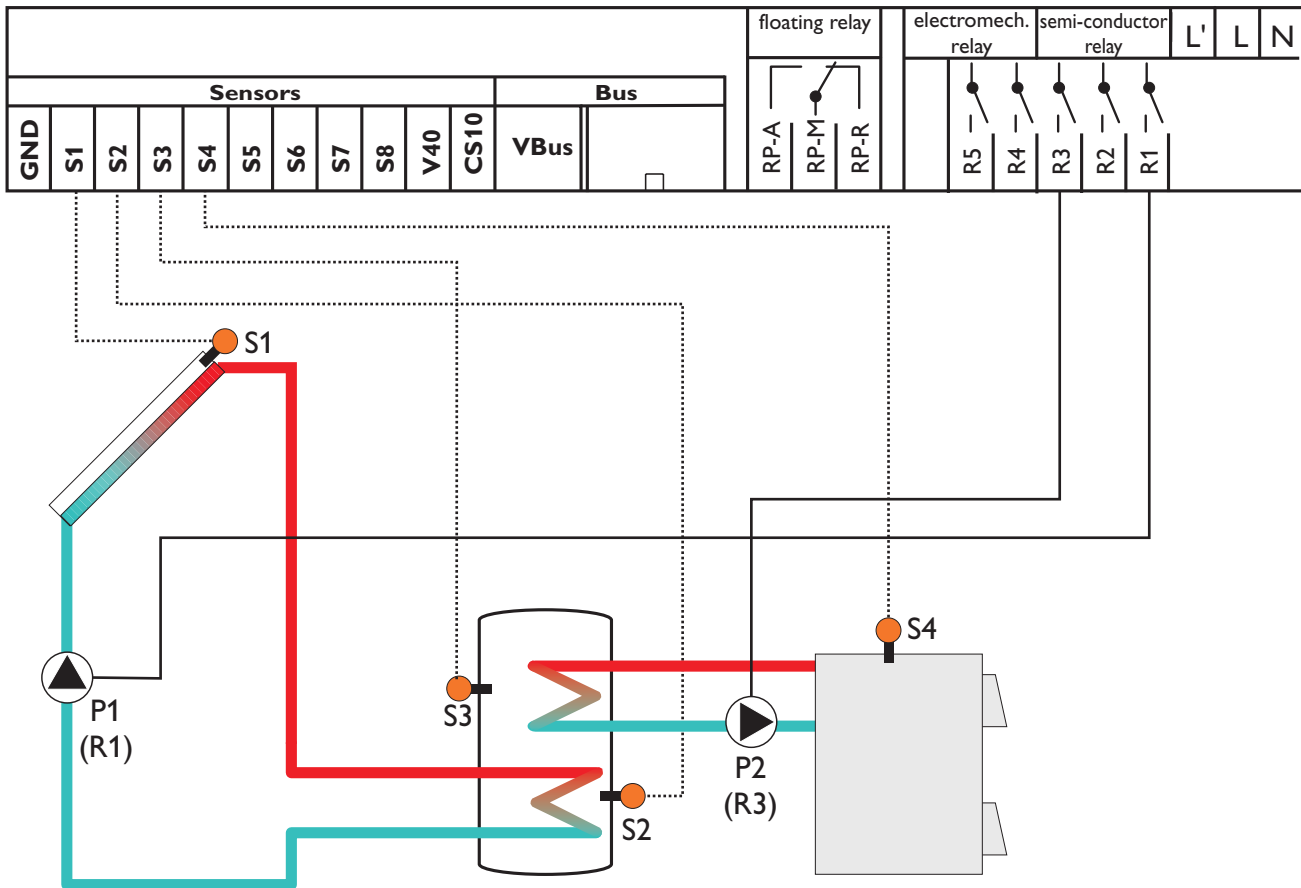 floating relay
electromech. relay
semi-conductor relay
L' L N
Sensors
Bus
GND S1 S2 S3 S4 S5 S6 S7 S8 V40 CS10 VBus
RP-A RP-M RP-R
R5 R4 R3 R2 R1
S1
S4
S3
P1
(R1)
P2
(R3)
S2